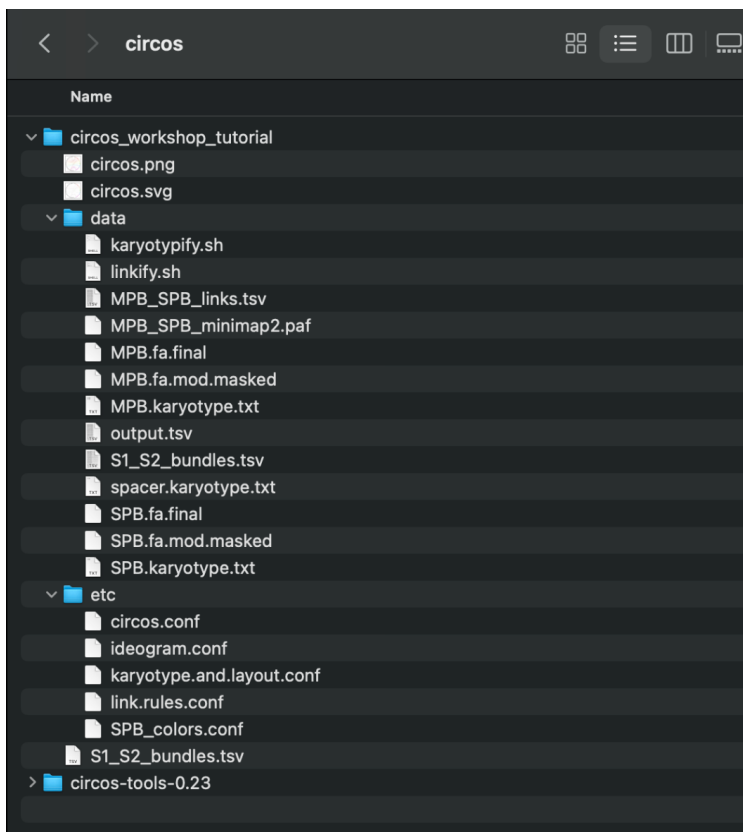 circos
Name
circos_workshop_tutorial
circos.png
circos.svg
data
karyotypify.sh
linkify.sh
MPB_SPB_links.tsv
MPB_SPB_minimap2.paf
MPB.fa.final
MPB.fa.mod.masked
MPB.karyotype.txt
output.tsv
S1_S2_bundles.tsv
spacer.karyotype.txt
SPB.fa.final
SPB.fa.mod.masked
SPB.karyotype.txt
etc
circos.conf
ideogram.conf
karyotype.and.layout.conf
link.rules.conf
SPB_colors.conf
S1_S2_bundles.tsv
circos-tools-0.23